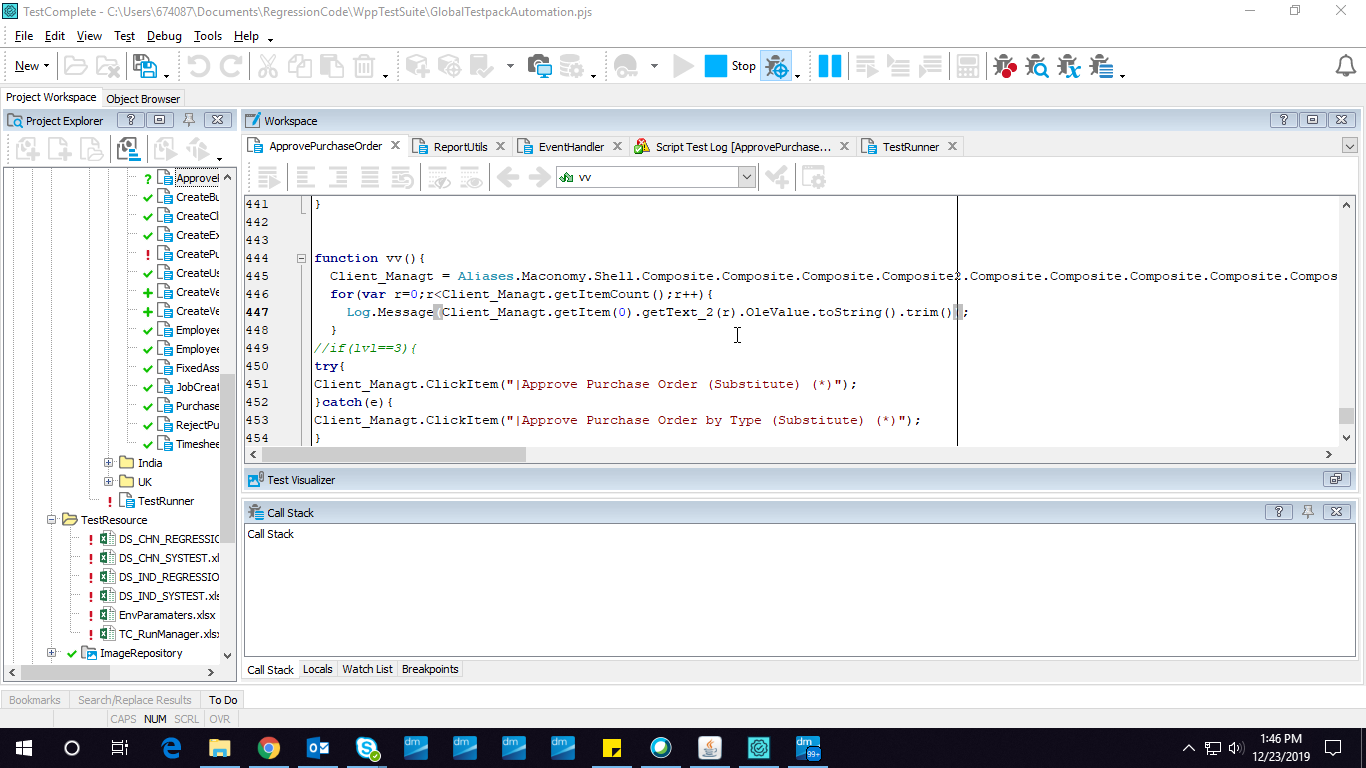 TestComplete - C:\Users\674087\Documents\RegressionCode\WppTestSuite\GlobalTestpackAutomation.pjs
File Edit View Test Debug Tools Help
New Stop
Project Workspace Object Browser
Project Explorer
Workspace
ApprovePurchaseOrder ReportUtils EventHandler Script Test Log [ApprovePurchase... TestRunner
vv
ApproveI
CreateBu
CreateCl
CreateEx
CreatePu
CreateUs
CreateVe
CreateVe
Employee
Employee
FixedAss
JobCreat
Purchase
RejectPu
Timeshee
India
UK
TestRunner
TestResource
DS_CHN_REGRESSIO
DS_CHN_SYSTEST.xl
DS_IND_REGRESSIO
DS_IND_SYSTEST.xls
EnvParamaters.xlsx
TC_RunManager.xlsx
ImageRepository
441 }
442
443
444 function vv(){
445 Client_Managt = Aliases.Maconomy.Shell.Composite.Composite.Composite.Composite2.Composite.Composite.Composite.Compos
446 for(var r=0;r<Client_Managt.getItemCount();r++){
447 Log.Message(Client_Managt.getItem(0).getText_2(r).OleValue.toString().trim());
448 }
449 //if(lvl==3){
450 try{
451 Client_Managt.ClickItem("|Approve Purchase Order (Substitute) (*)");
452 }catch(e){
453 Client_Managt.ClickItem("|Approve Purchase Order by Type (Substitute) (*)");
454 }
Test Visualizer
Call Stack
Call Stack
Call Stack Locals Watch List Breakpoints
Bookmarks Search/Replace Results To Do
CAPS NUM SCRL OVR
dm dm dm dm dm 99+
1:46 PM
12/23/2019